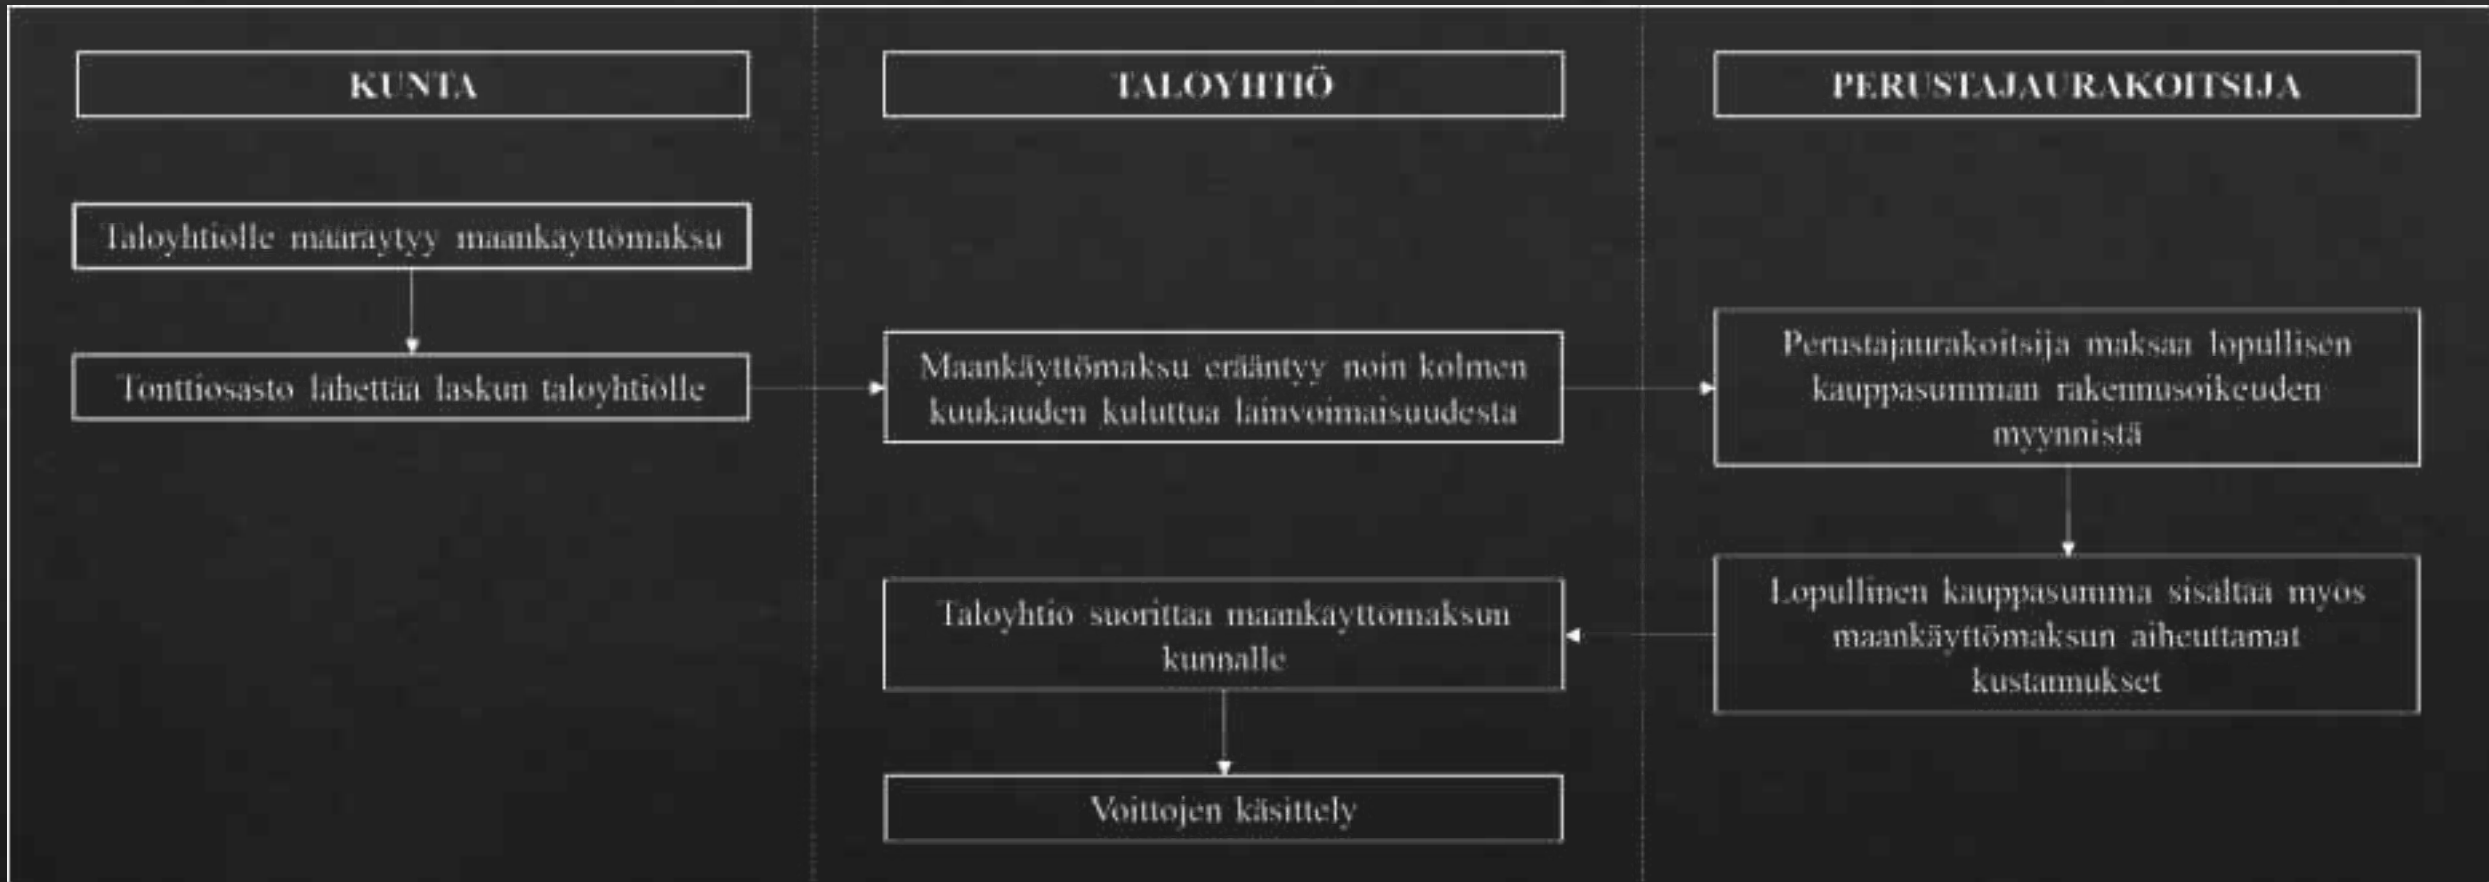 KUNTA
TALOYHTIÖ
PERUSTAJAURAKOITSIJA
Taloyhtiölle määräytyy maankäyttömaksu
Tonttiosasto lähettää laskun taloyhtiölle
Maankäyttömaksu erääntyy noin kolmen
kuukauden kuluttua lainvoimaisuudesta
Perustajaurakoitsija maksaa lopullisen
kauppasumman rakennusoikeuden
myynnistä
Lopullinen kauppasumma sisältää myös
maankäyttömaksun aiheuttamat
kustannukset
Taloyhtiö suorittaa maankäyttömaksun
kunnalle
Voittojen käsittely